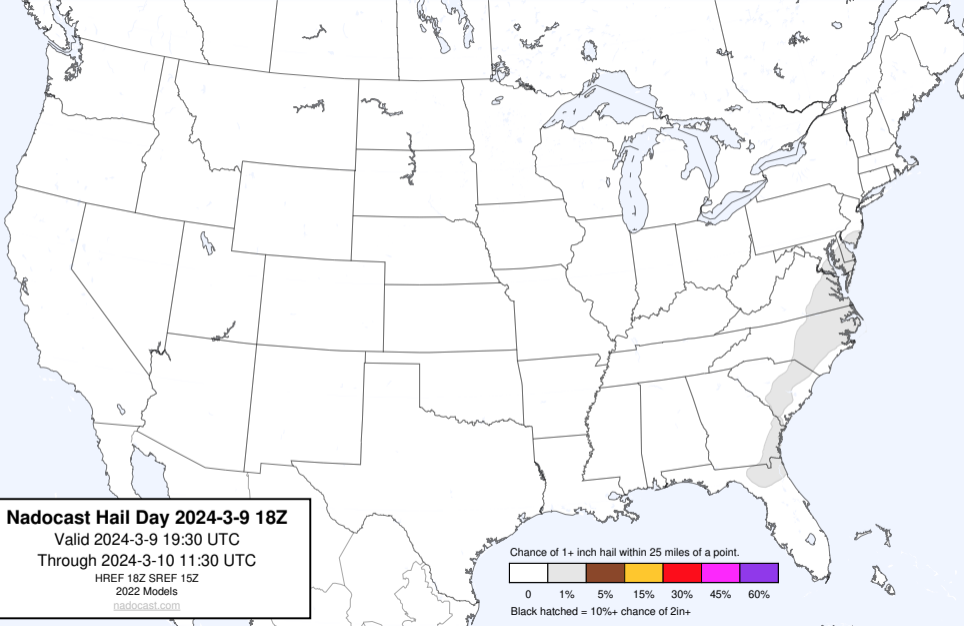 Nadocast Hail Day 2024-3-9 18Z
Valid 2024-3-9 19:30 UTC
Through 2024-3-10 11:30 UTC
HREF 18Z SREF 15Z
2022 Models
nadocast.com
Chance of 1+ inch hail within 25 miles of a point.
0 1% 5% 15% 30% 45% 60%
Black hatched = 10%+ chance of 2in+